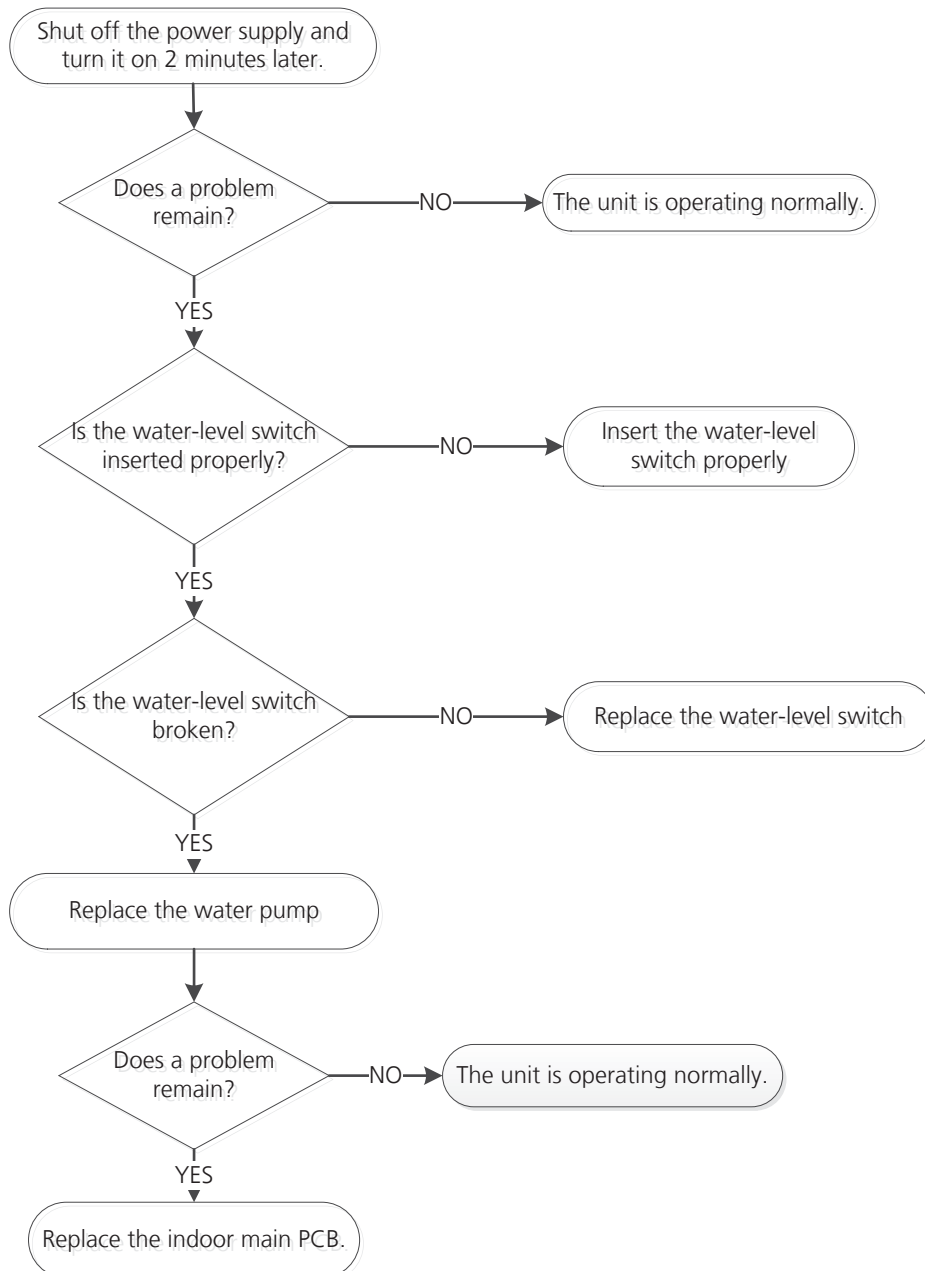 Shut off the power supply and
turn it on 2 minutes later.
Does a problem
remain?
NO
The unit is operating normally.
YES
Is the water-level switch
inserted properly?
NO
Insert the water-level
switch properly
YES
Is the water-level switch
broken?
NO
Replace the water-level switch
YES
Replace the water pump
Does a problem
remain?
NO
The unit is operating normally.
YES
Replace the indoor main PCB.